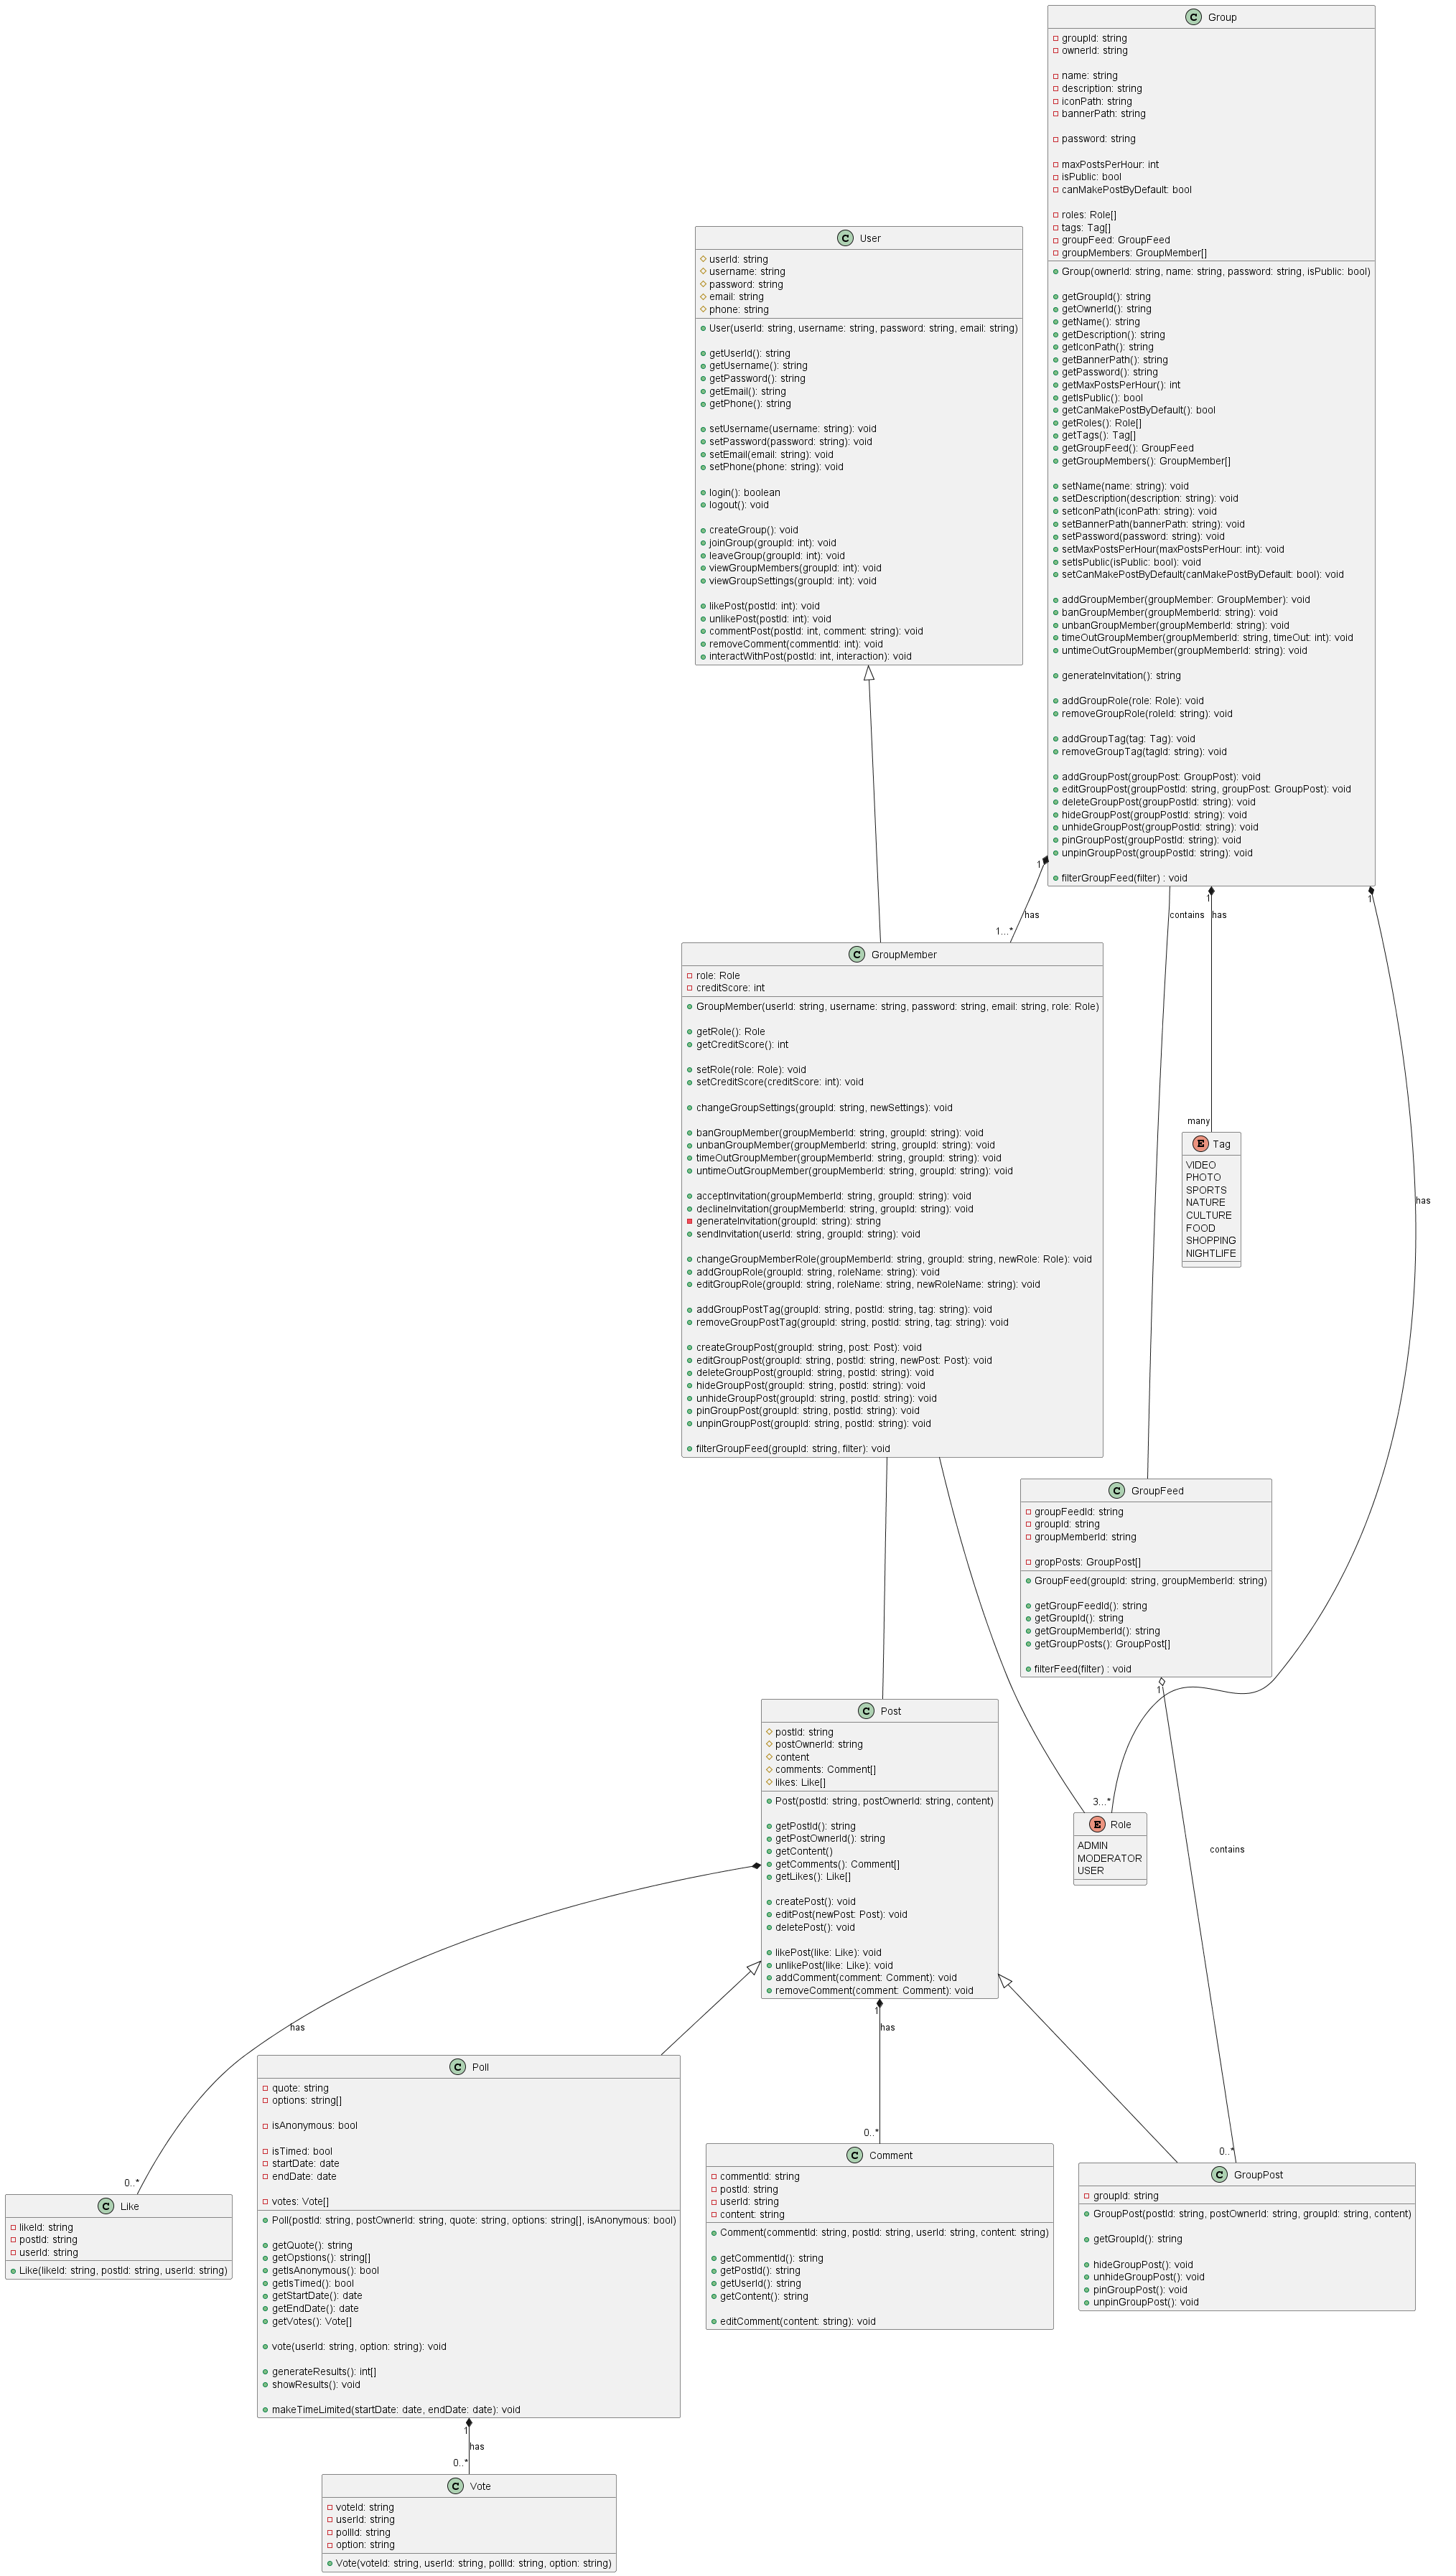 C Group
groupId: string
ownerId: string
name: string
description: string
iconPath: string
bannerPath: string
password: string
maxPostsPerHour: int
isPublic: bool
canMakePostByDefault: bool
roles: Role[]
tags: Tag[]
groupFeed: GroupFeed
groupMembers: GroupMember[]
Group(ownerId: string, name: string, password: string, isPublic: bool)
getGroupId(): string
getOwnerId(): string
getName(): string
getDescription(): string
getIconPath(): string
getBannerPath(): string
getPassword(): string
getMaxPostsPerHour(): int
getIsPublic(): bool
getCanMakePostByDefault(): bool
getRoles(): Role[]
getTags(): Tag[]
getGroupFeed(): GroupFeed
getGroupMembers(): GroupMember[]
setName(name: string): void
setDescription(description: string): void
setIconPath(iconPath: string): void
setBannerPath(bannerPath: string): void
setPassword(password: string): void
setMaxPostsPerHour(maxPostsPerHour: int): void
setIsPublic(isPublic: bool): void
setCanMakePostByDefault(canMakePostByDefault: bool): void
addGroupMember(groupMember: GroupMember): void
banGroupMember(groupMemberId: string): void
unbanGroupMember(groupMemberId: string): void
timeOutGroupMember(groupMemberId: string, timeOut: int): void
untimeOutGroupMember(groupMemberId: string): void
generateInvitation(): string
addGroupRole(role: Role): void
removeGroupRole(roleId: string): void
addGroupTag(tag: Tag): void
removeGroupTag(tagId: string): void
addGroupPost(groupPost: GroupPost): void
editGroupPost(groupPostId: string, groupPost: GroupPost): void
deleteGroupPost(groupPostId: string): void
hideGroupPost(groupPostId: string): void
unhideGroupPost(groupPostId: string): void
pinGroupPost(groupPostId: string): void
unpinGroupPost(groupPostId: string): void
filterGroupFeed(filter) : void
C User
userId: string
username: string
password: string
email: string
phone: string
User(userId: string, username: string, password: string, email: string)
getUserId(): string
getUsername(): string
getPassword(): string
getEmail(): string
getPhone(): string
setUsername(username: string): void
setPassword(password: string): void
setEmail(email: string): void
setPhone(phone: string): void
login(): boolean
logout(): void
createGroup(): void
joinGroup(groupId: int): void
leaveGroup(groupId: int): void
viewGroupMembers(groupId: int): void
viewGroupSettings(groupId: int): void
likePost(postId: int): void
unlikePost(postId: int): void
commentPost(postId: int, comment: string): void
removeComment(commentId: int): void
interactWithPost(postId: int, interaction): void
1
has
1...*
contains
1
has
many
1
has
3...*
C GroupMember
role: Role
creditScore: int
GroupMember(userId: string, username: string, password: string, email: string, role: Role)
getRole(): Role
getCreditScore(): int
setRole(role: Role): void
setCreditScore(creditScore: int): void
changeGroupSettings(groupId: string, newSettings): void
banGroupMember(groupMemberId: string, groupId: string): void
unbanGroupMember(groupMemberId: string, groupId: string): void
timeOutGroupMember(groupMemberId: string, groupId: string): void
untimeOutGroupMember(groupMemberId: string, groupId: string): void
acceptInvitation(groupMemberId: string, groupId: string): void
declineInvitation(groupMemberId: string, groupId: string): void
generateInvitation(groupId: string): string
sendInvitation(userId: string, groupId: string): void
changeGroupMemberRole(groupMemberId: string, groupId: string, newRole: Role): void
addGroupRole(groupId: string, roleName: string): void
editGroupRole(groupId: string, roleName: string, newRoleName: string): void
addGroupPostTag(groupId: string, postId: string, tag: string): void
removeGroupPostTag(groupId: string, postId: string, tag: string): void
createGroupPost(groupId: string, post: Post): void
editGroupPost(groupId: string, postId: string, newPost: Post): void
deleteGroupPost(groupId: string, postId: string): void
hideGroupPost(groupId: string, postId: string): void
unhideGroupPost(groupId: string, postId: string): void
pinGroupPost(groupId: string, postId: string): void
unpinGroupPost(groupId: string, postId: string): void
filterGroupFeed(groupId: string, filter): void
E Tag
VIDEO
PHOTO
SPORTS
NATURE
CULTURE
FOOD
SHOPPING
NIGHTLIFE
C GroupFeed
groupFeedId: string
groupId: string
groupMemberId: string
gropPosts: GroupPost[]
GroupFeed(groupId: string, groupMemberId: string)
getGroupFeedId(): string
getGroupId(): string
getGroupMemberId(): string
getGroupPosts(): GroupPost[]
filterFeed(filter) : void
1
contains
0..*
C Post
postId: string
postOwnerId: string
content
comments: Comment[]
likes: Like[]
Post(postId: string, postOwnerId: string, content)
getPostId(): string
getPostOwnerId(): string
getContent()
getComments(): Comment[]
getLikes(): Like[]
createPost(): void
editPost(newPost: Post): void
deletePost(): void
likePost(like: Like): void
unlikePost(like: Like): void
addComment(comment: Comment): void
removeComment(comment: Comment): void
E Role
ADMIN
MODERATOR
USER
has
0..*
1
has
0..*
C Like
likeId: string
postId: string
userId: string
Like(likeId: string, postId: string, userId: string)
C Poll
quote: string
options: string[]
isAnonymous: bool
isTimed: bool
startDate: date
endDate: date
votes: Vote[]
Poll(postId: string, postOwnerId: string, quote: string, options: string[], isAnonymous: bool)
getQuote(): string
getOpstions(): string[]
getIsAnonymous(): bool
getIsTimed(): bool
getStartDate(): date
getEndDate(): date
getVotes(): Vote[]
vote(userId: string, option: string): void
generateResults(): int[]
showResults(): void
makeTimeLimited(startDate: date, endDate: date): void
C Comment
commentId: string
postId: string
userId: string
content: string
Comment(commentId: string, postId: string, userId: string, content: string)
getCommentId(): string
getPostId(): string
getUserId(): string
getContent(): string
editComment(content: string): void
C GroupPost
groupId: string
GroupPost(postId: string, postOwnerId: string, groupId: string, content)
getGroupId(): string
hideGroupPost(): void
unhideGroupPost(): void
pinGroupPost(): void
unpinGroupPost(): void
1
has
0..*
C Vote
voteId: string
userId: string
pollId: string
option: string
Vote(voteId: string, userId: string, pollId: string, option: string)